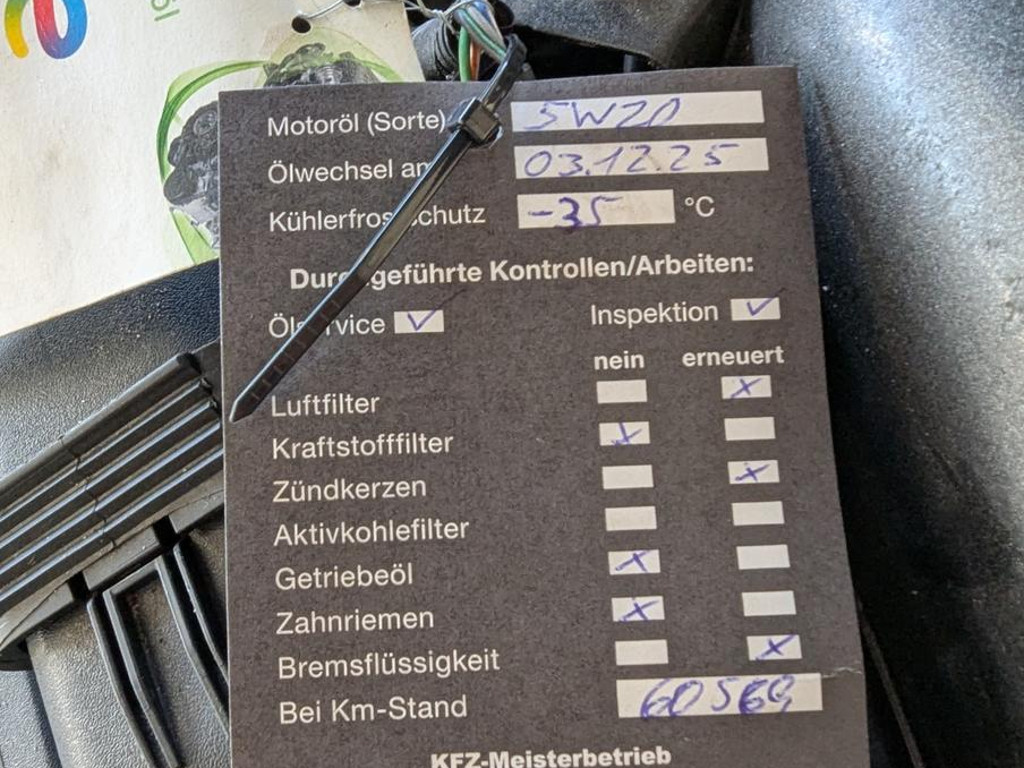 öl
Motoröl (Sorte) 5W20
Ölwechsel am 03.12.25
Kühlerfrostschutz -35 °C
Durchgeführte Kontrollen/Arbeiten:
Ölservice ✓ Inspektion ✓
nein erneuert
Luftfilter x
Kraftstofffilter x
Zündkerzen x
Aktivkohlefilter
Getriebeöl x
Zahnriemen x
Bremsflüssigkeit x
Bei Km-Stand 60569
KFZ-Meisterbetrieb